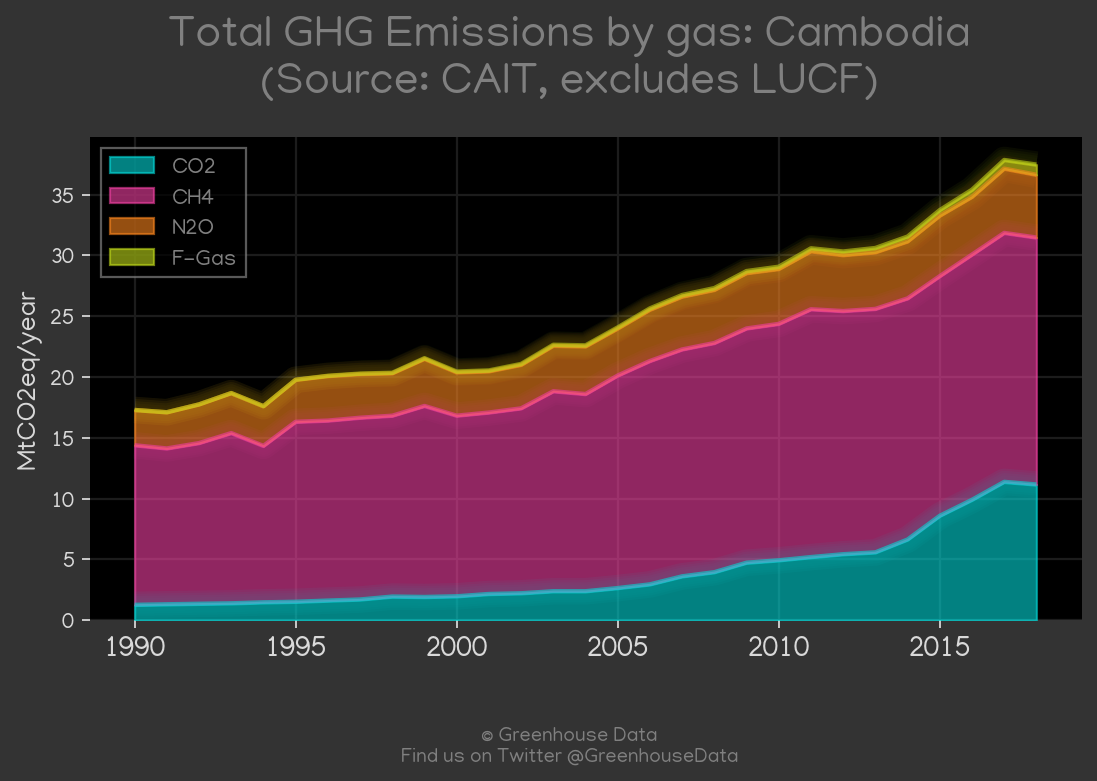 Total GHG Emissions by gas: Cambodia
(Source: CAIT, excludes LUCF)
CO2
CH4
N2O
F-Gas
MtCO2eq/year
35
30
25
20
15
10
5
0
1990 1995 2000 2005 2010 2015
© Greenhouse Data
Find us on Twitter @GreenhouseData